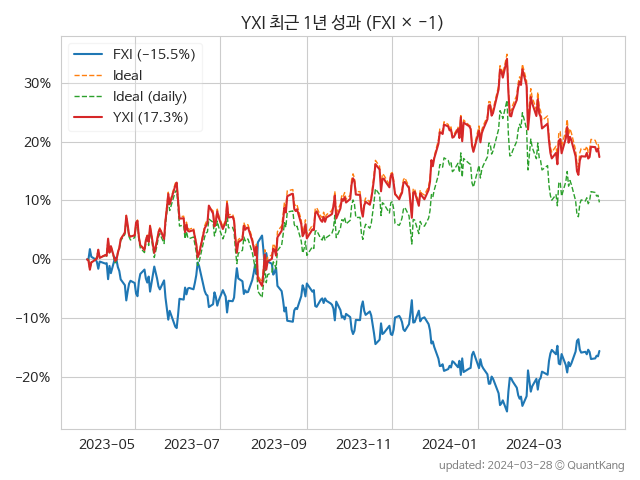 YXI 최근 1년 성과 (FXI × -1)
FXI (-15.5%)
Ideal
Ideal (daily)
YXI (17.3%)
30%
20%
10%
0%
-10%
-20%
2023-05 2023-07 2023-09 2023-11 2024-01 2024-03
updated: 2024-03-28 © QuantKang